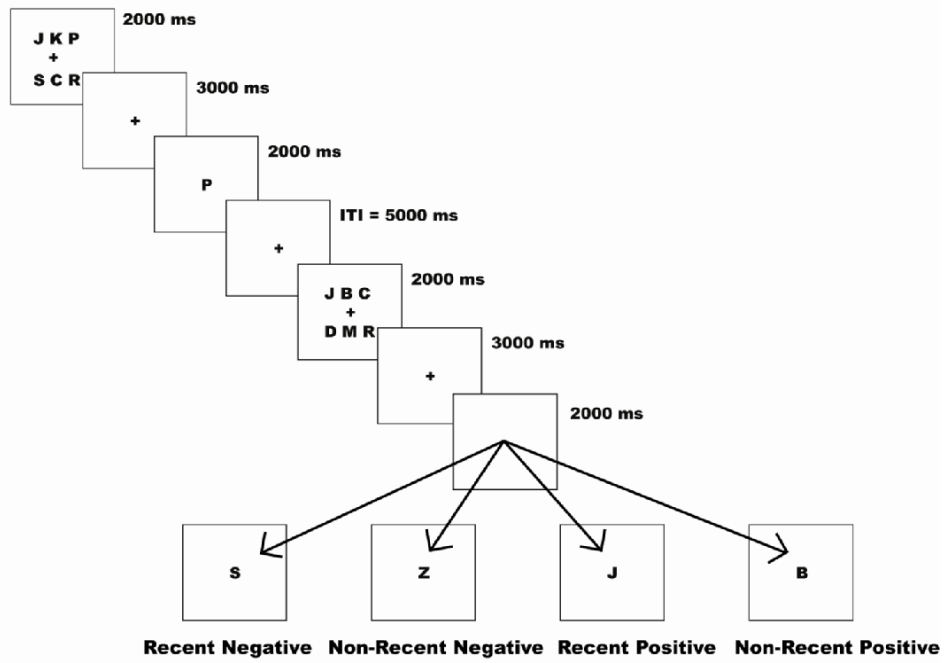 2000 ms
J K P
+
S C R
3000 ms
+
2000 ms
P
ITI = 5000 ms
+
2000 ms
J B C
+
D M R
3000 ms
+
2000 ms
S Z J B
Recent Negative Non-Recent Negative Recent Positive Non-Recent Positive